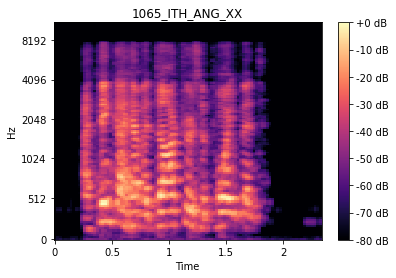 1065_ITH_ANG_XX
8192
4096
2048
1024
512
0
Hz
0
0.5
1
1.5
2
Time
+0 dB
-10 dB
-20 dB
-30 dB
-40 dB
-50 dB
-60 dB
-70 dB
-80 dB